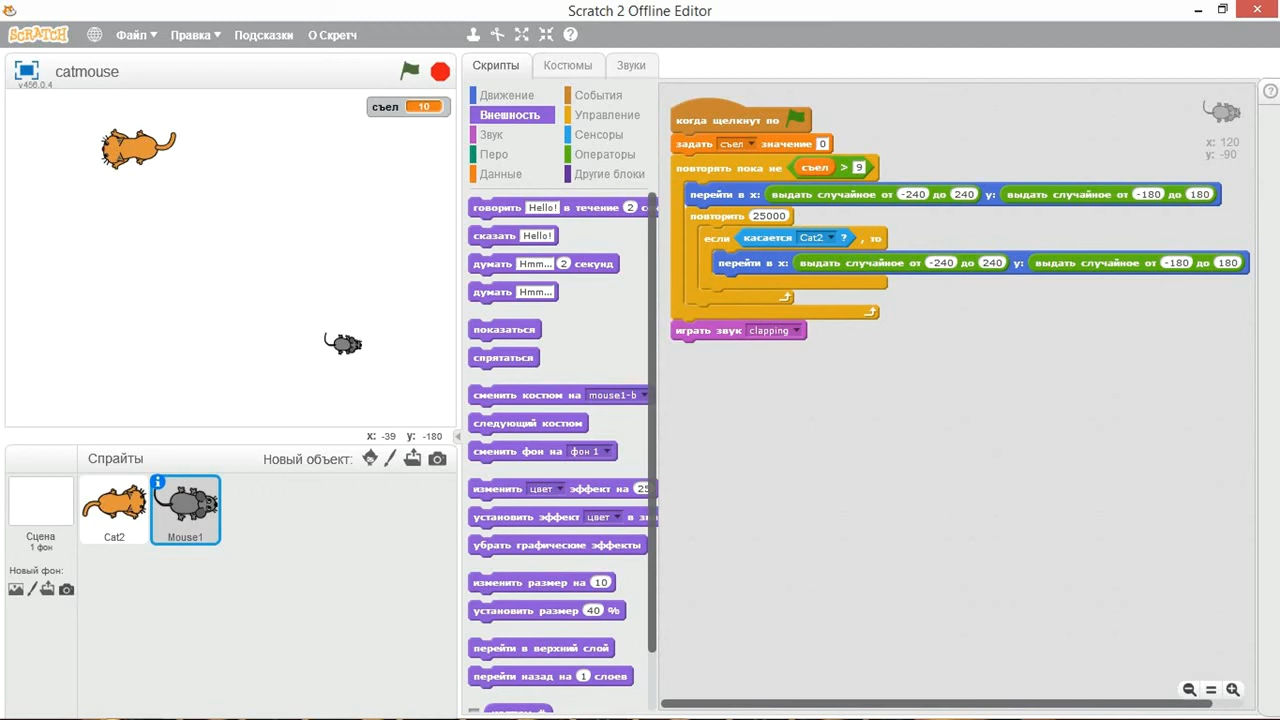 Scratch 2 Offline Editor
SCRATCH
Файл Правка Подсказки О Скретч
catmouse
v456.0.4
съел 10
x: -39 y: -180
Спрайты
Новый объект:
Сцена
1 фон
Новый фон:
Cat2
Mouse1
Скрипты Костюмы Звуки
Движение
Внешность
Звук
Перо
Данные
События
Управление
Сенсоры
Операторы
Другие блоки
говорить Hello! в течение 2 се
сказать Hello!
думать Hmm... 2 секунд
думать Hmm...
показаться
спрятаться
сменить костюм на mouse1-b
следующий костюм
сменить фон на фон 1
изменить цвет эффект на 25
установить эффект цвет в зна
убрать графические эффекты
изменить размер на 10
установить размер 40 %
перейти в верхний слой
перейти назад на 1 слоев
когда щелкнут по
задать съел значение 0
повторять пока не съел > 9
перейти в x: выдать случайное от -240 до 240 y: выдать случайное от -180 до 180
повторить 25000
если касается Cat2 ? , то
перейти в x: выдать случайное от -240 до 240 y: выдать случайное от -180 до 180
играть звук clapping
x: 120
y: -90